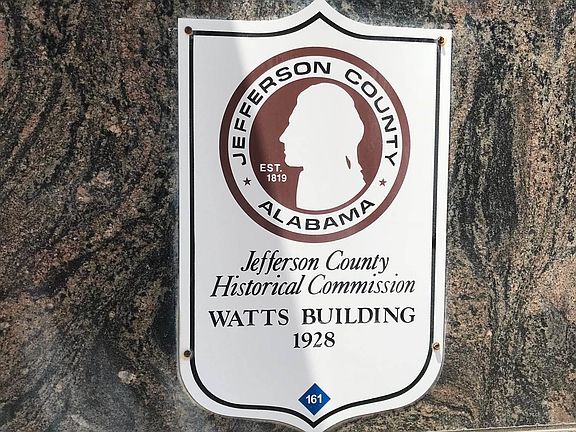 JEFFERSON COUNTY
EST.
1819
ALABAMA
Jefferson County
Historical Commission
WATTS BUILDING
1928
161